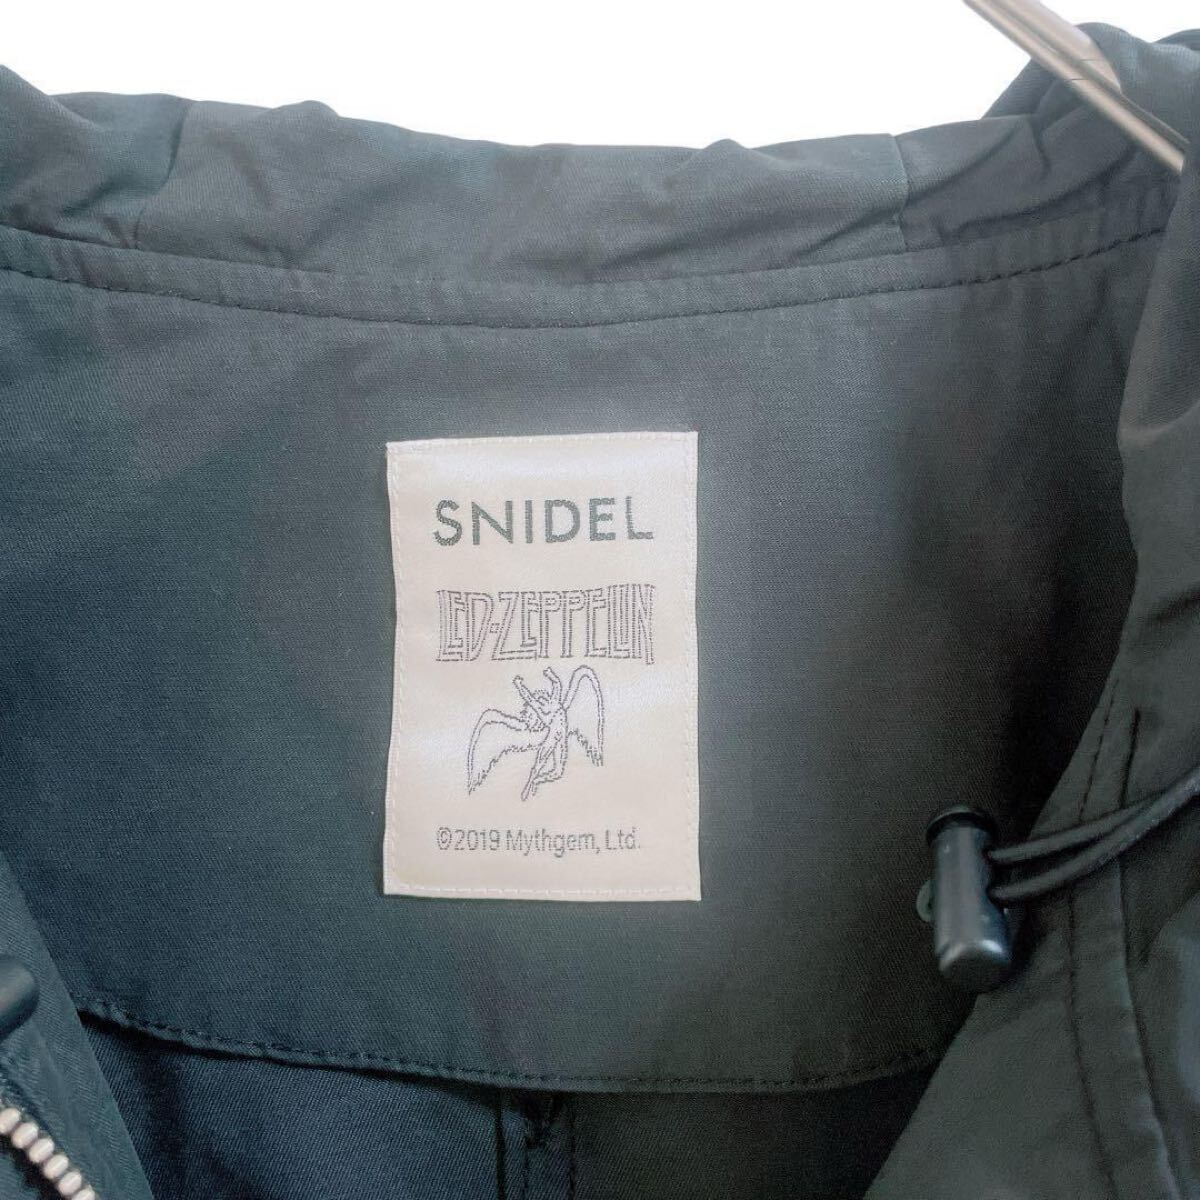 SNIDEL
LED-ZEPPELIN
©2019 Mythgem, Ltd.